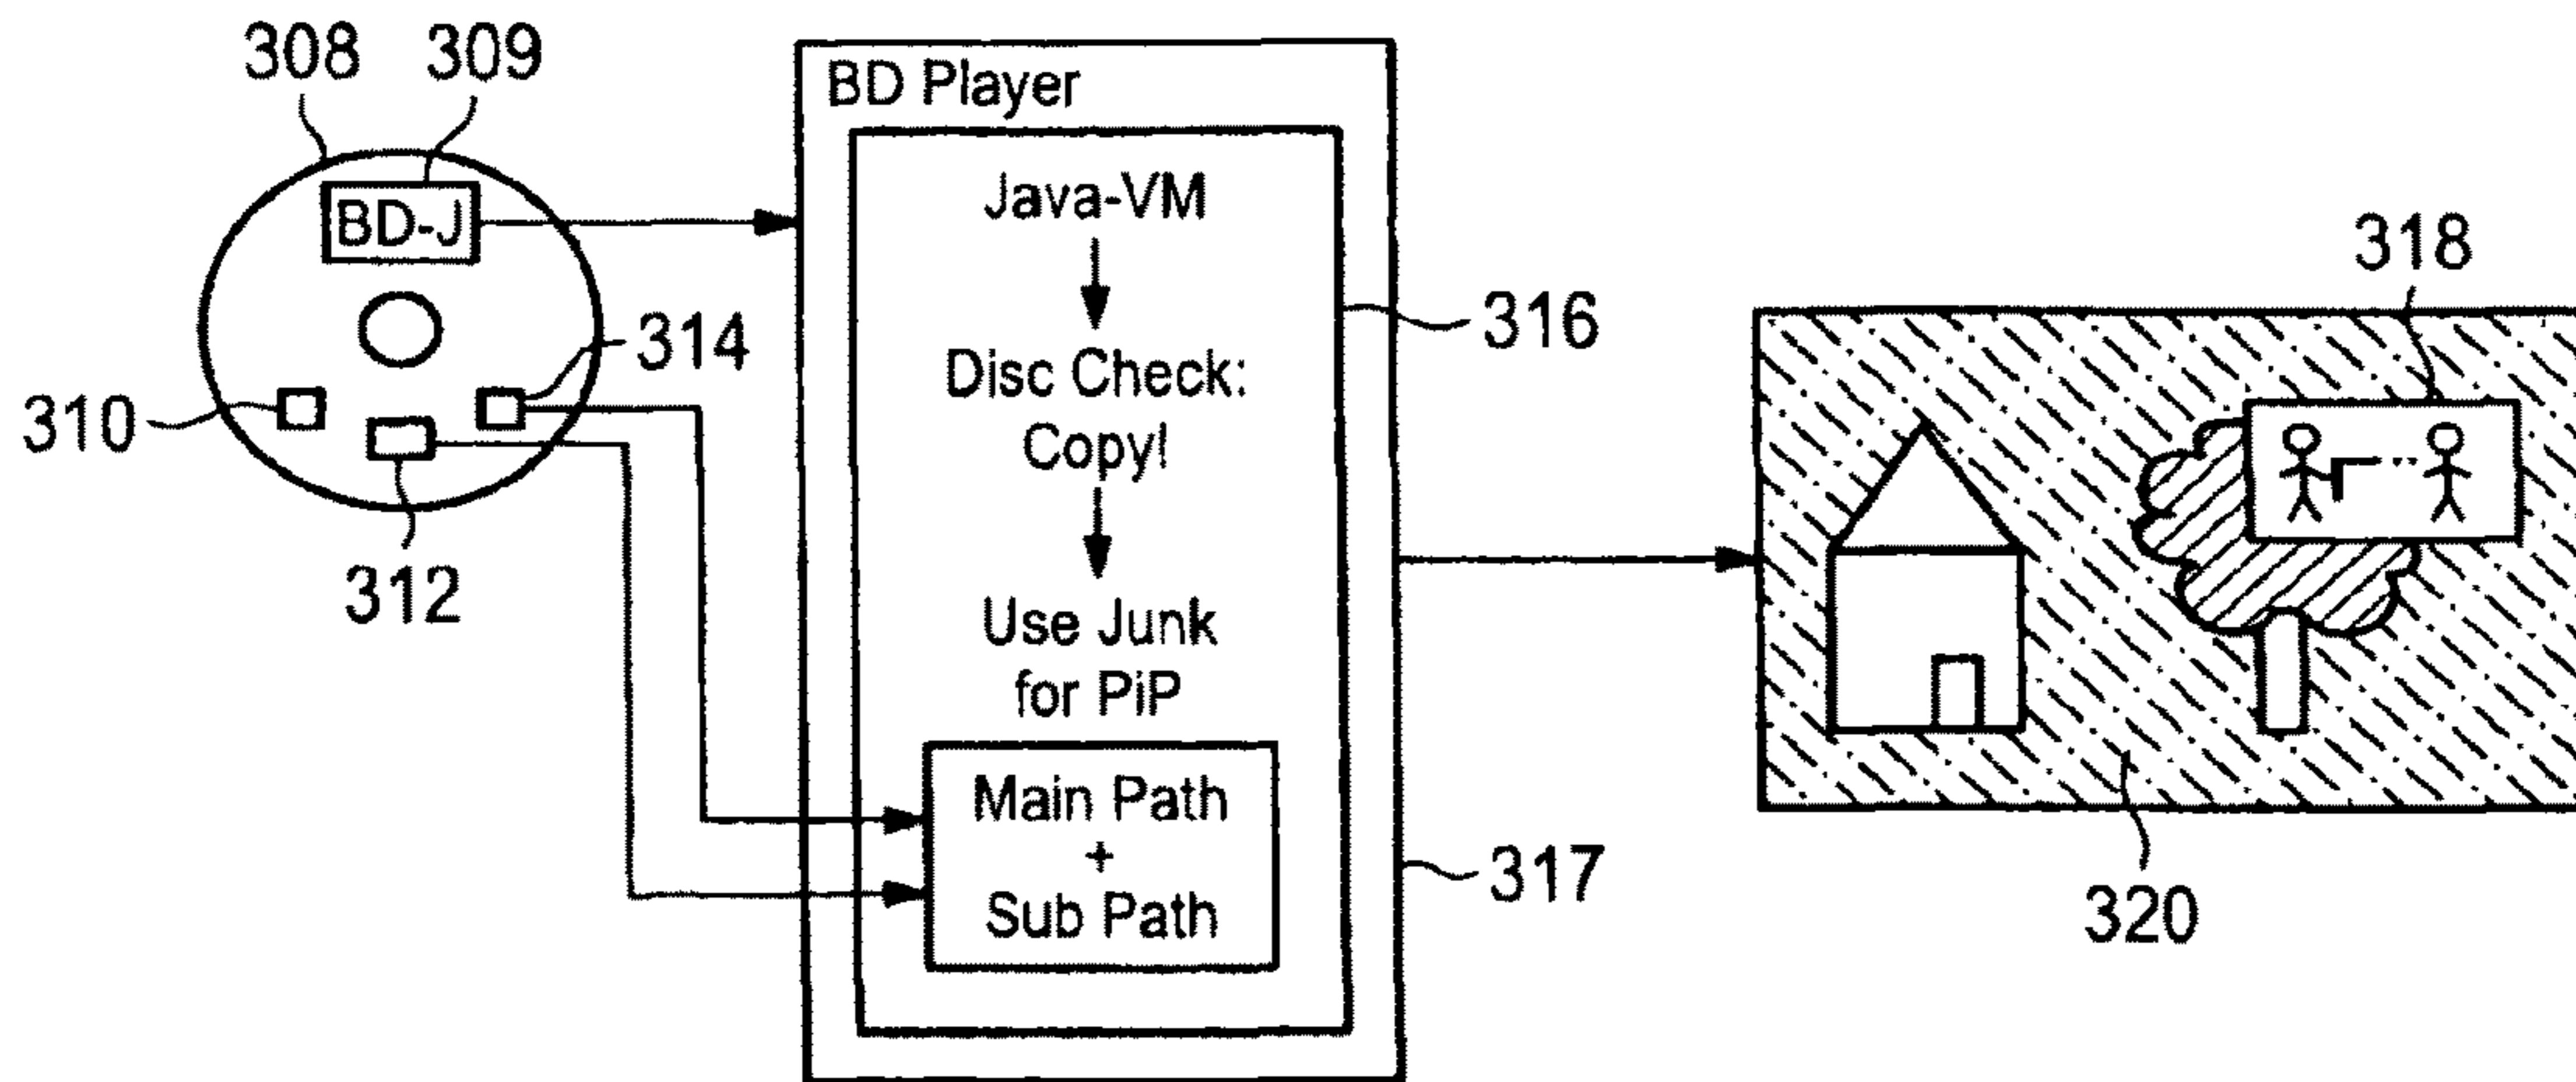 308 309
BD-J
314
310
312
BD Player
Java-VM
Disc Check:
Copy!
Use Junk
for PiP
Main Path
+
Sub Path
316
317
318
320